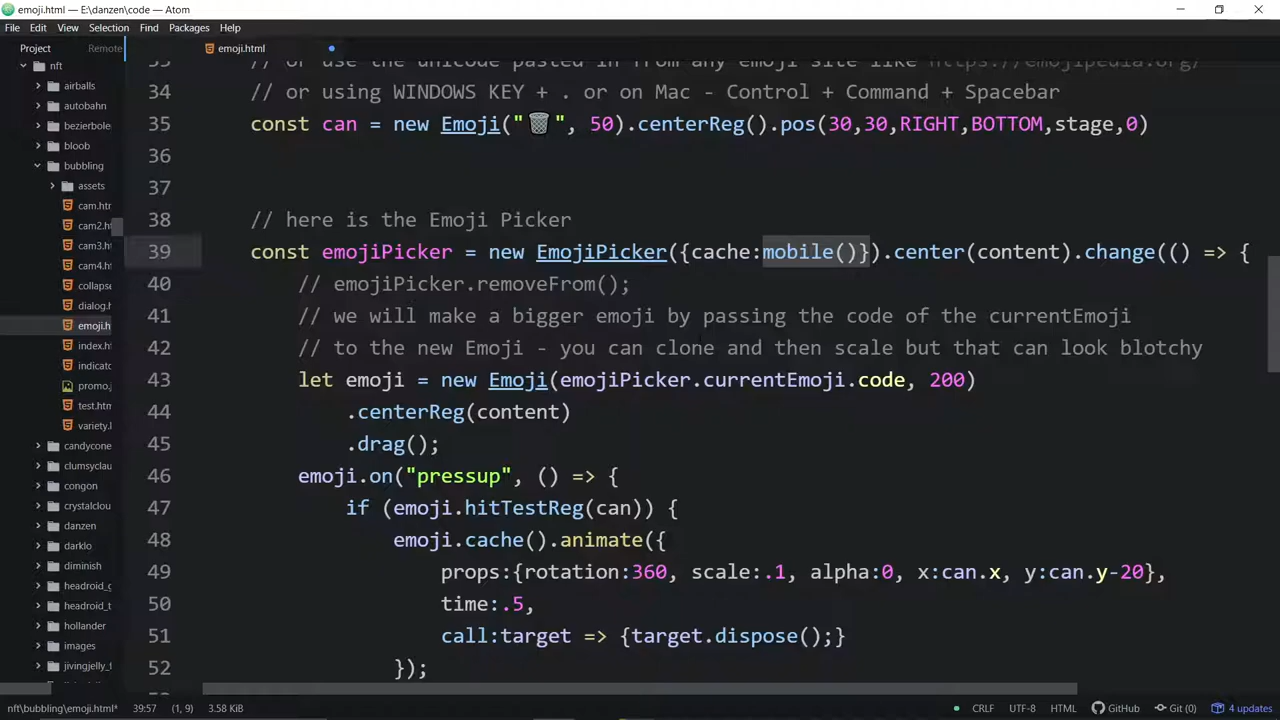 emoji.html — E:\danzen\code — Atom
File Edit View Selection Find Packages Help
Project Remote
emoji.html
nft
airballs
autobahn
bezierbole
bloob
bubbling
assets
cam.htn
cam2.ht
cam3.ht
cam4.ht
collapse
dialog.h
emoji.h
index.ht
indicato
promo.j
test.htm
variety.l
candycone
clumsyclau
congon
crystalclou
danzen
darklo
diminish
headroid_c
headroid_t
hollander
images
jivingjelly_f
33 // or use the unicode pasted in from any emoji site like https://emojipedia.org/
34 // or using WINDOWS KEY + . or on Mac - Control + Command + Spacebar
35 const can = new Emoji("🗑️", 50).centerReg().pos(30,30,RIGHT,BOTTOM,stage,0)
36
37
38 // here is the Emoji Picker
39 const emojiPicker = new EmojiPicker({cache:mobile()}).center(content).change(() => {
40 // emojiPicker.removeFrom();
41 // we will make a bigger emoji by passing the code of the currentEmoji
42 // to the new Emoji - you can clone and then scale but that can look blotchy
43 let emoji = new Emoji(emojiPicker.currentEmoji.code, 200)
44 .centerReg(content)
45 .drag();
46 emoji.on("pressup", () => {
47 if (emoji.hitTestReg(can)) {
48 emoji.cache().animate({
49 props:{rotation:360, scale:.1, alpha:0, x:can.x, y:can.y-20},
50 time:.5,
51 call:target => {target.dispose();}
52 });
nft\bubbling\emoji.html* 39:57 (1, 9) 3.58 KiB CRLF UTF-8 HTML GitHub Git (0) 4 updates